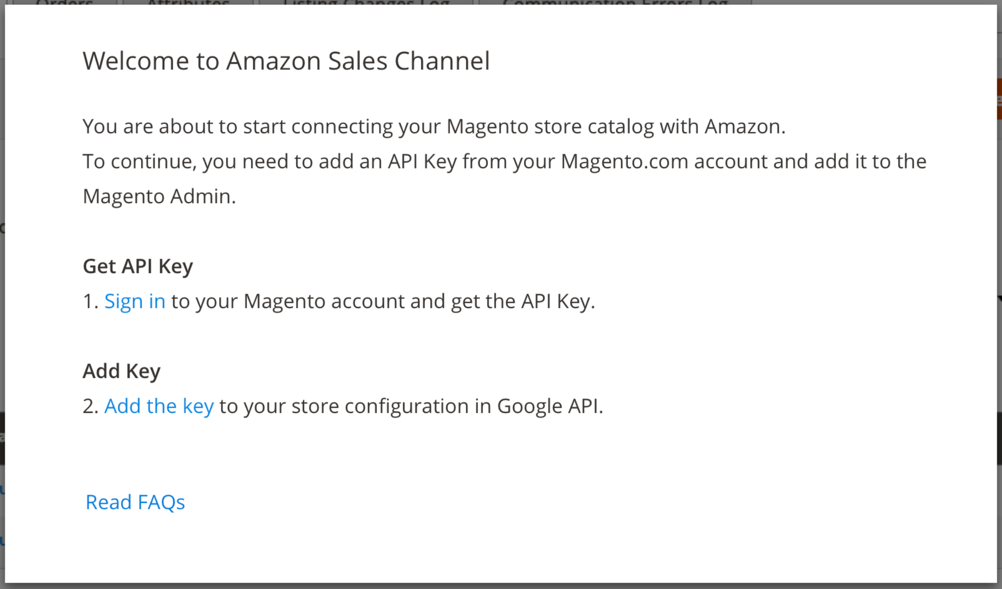 Orders Attributes Listing Changes Log Communication Errors Log
Welcome to Amazon Sales Channel
You are about to start connecting your Magento store catalog with Amazon.
To continue, you need to add an API Key from your Magento.com account and add it to the
Magento Admin.
Get API Key
1. Sign in to your Magento account and get the API Key.
Add Key
2. Add the key to your store configuration in Google API.
Read FAQs